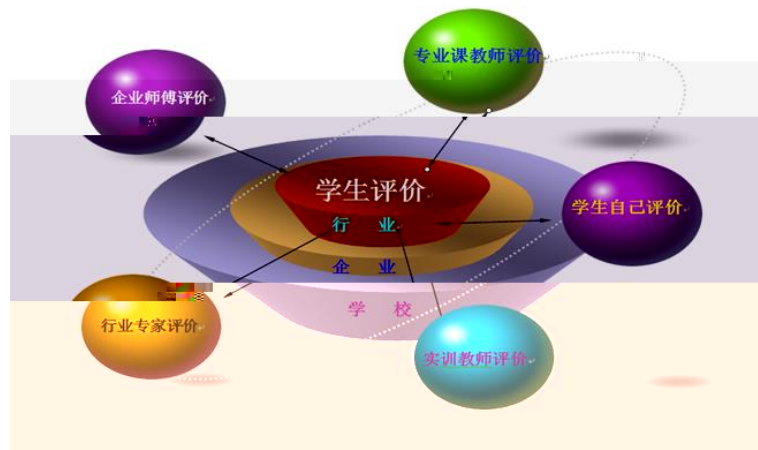 专业课教师评价
企业师傅评价
学生评价
学生自己评价
行 业
企 业
学 校
行业专家评价
实训教师评价